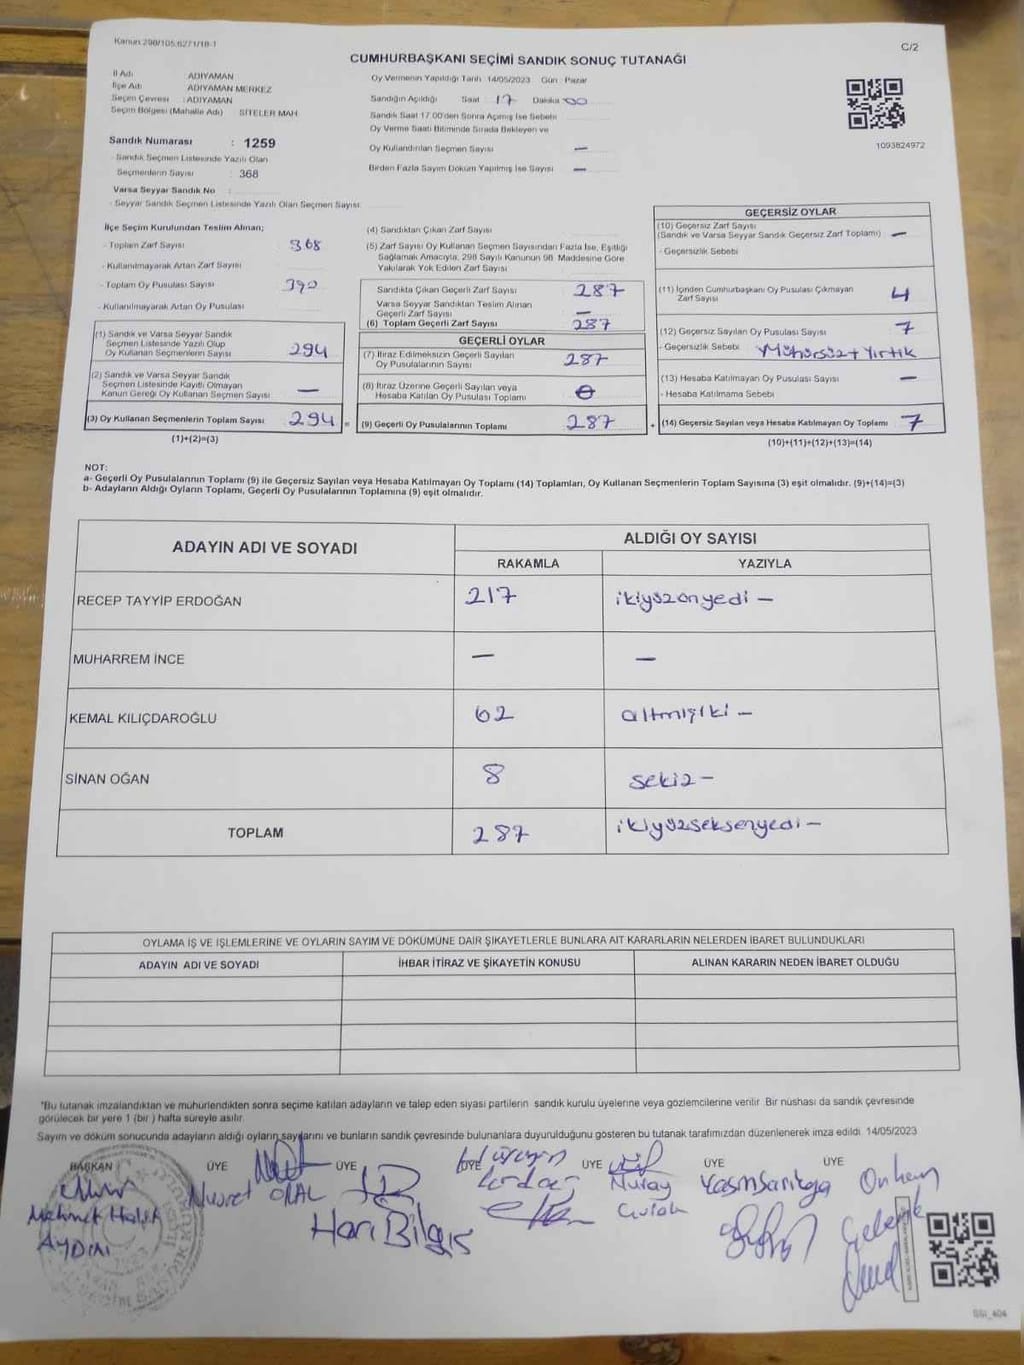 Kanun 298/105,6271/18-1
C/2
CUMHURBAŞKANI SEÇİMİ SANDIK SONUÇ TUTANAĞI
İl Adı : ADIYAMAN
İlçe Adı : ADIYAMAN MERKEZ
Seçim Çevresi : ADIYAMAN
Seçim Bölgesi (Mahalle Adı) SİTELER MAH
Sandık Numarası : 1259
Sandık Seçmen Listesinde Yazılı Olan
Seçmenlerin Sayısı : 368
Varsa Seyyar Sandık No :
- Seyyar Sandık Seçmen Listesinde Yazılı Olan Seçmen Sayısı:
Oy Vermenin Yapıldığı Tarih 14/05/2023 Gün : Pazar
Sandığın Açıldığı Saat 17 Dakika 00
Sandık Saat 17.00'den Sonra Açılmış İse Sebebi
Oy Verme Saati Bitiminde Sırada Bekleyen ve
Oy Kullandırılan Seçmen Sayısı —
Birden Fazla Sayım Döküm Yapılmış İse Sayısı —
1093824972
İlçe Seçim Kurulundan Teslim Alınan;
- Toplam Zarf Sayısı 368
- Kullanılmayarak Artan Zarf Sayısı
- Toplam Oy Pusulası Sayısı 390
- Kullanılmayarak Artan Oy Pusulası
(1) Sandık ve Varsa Seyyar Sandık
Seçmen Listesinde Yazılı Olup
Oy Kullanan Seçmenlerin Sayısı 294
(2) Sandık ve Varsa Seyyar Sandık
Seçmen Listesinde Kayıtlı Olmayan
Kanun Gereği Oy Kullanan Seçmen Sayısı —
(3) Oy Kullanan Seçmenlerin Toplam Sayısı 294 =
(1)+(2)=(3)
(4) Sandıktan Çıkan Zarf Sayısı
(5) Zarf Sayısı Oy Kullanan Seçmen Sayısından Fazla İse, Eşitliği
Sağlamak Amacıyla, 298 Sayılı Kanunun 98. Maddesine Göre
Yakılarak Yok Edilen Zarf Sayısı
Sandıkta Çıkan Geçerli Zarf Sayısı 287
Varsa Seyyar Sandıktan Teslim Alınan
Geçerli Zarf Sayısı —
(6) Toplam Geçerli Zarf Sayısı 287
GEÇERLİ OYLAR
(7) İtiraz Edilmeksizin Geçerli Sayılan
Oy Pusulalarının Sayısı 287
(8) İtiraz Üzerine Geçerli Sayılan veya
Hesaba Katılan Oy Pusulası Toplamı
(9) Geçerli Oy Pusulalarının Toplamı 287 +
GEÇERSİZ OYLAR
(10) Geçersiz Zarf Sayısı
(Sandık ve Varsa Seyyar Sandık Geçersiz Zarf Toplamı) —
- Geçersizlik Sebebi
(11) İçinden Cumhurbaşkanı Oy Pusulası Çıkmayan
Zarf Sayısı 4
(12) Geçersiz Sayılan Oy Pusulası Sayısı 7
- Geçersizlik Sebebi Mühürsüz+Yırtık
(13) Hesaba Katılmayan Oy Pusulası Sayısı —
- Hesaba Katılmama Sebebi
(14) Geçersiz Sayılan veya Hesaba Katılmayan Oy Toplamı 7
(10)+(11)+(12)+(13)=(14)
NOT:
a- Geçerli Oy Pusulalarının Toplamı (9) ile Geçersiz Sayılan veya Hesaba Katılmayan Oy Toplamı (14) Toplamları, Oy Kullanan Seçmenlerin Toplam Sayısına (3) eşit olmalıdır. (9)+(14)=(3)
b- Adayların Aldığı Oyların Toplamı, Geçerli Oy Pusulalarının Toplamına (9) eşit olmalıdır.
ADAYIN ADI VE SOYADI
ALDIĞI OY SAYISI
RAKAMLA YAZIYLA
RECEP TAYYİP ERDOĞAN 217 ikiyüzonyedi —
MUHARREM İNCE — —
KEMAL KILIÇDAROĞLU 62 altmışiki —
SİNAN OĞAN 8 sekiz —
TOPLAM 287 ikiyüzseksenyedi —
OYLAMA İŞ VE İŞLEMLERİNE VE OYLARIN SAYIM VE DÖKÜMÜNE DAİR ŞİKAYETLERLE BUNLARA AİT KARARLARIN NELERDEN İBARET BULUNDUKLARI
ADAYIN ADI VE SOYADI İHBAR İTİRAZ VE ŞİKAYETİN KONUSU ALINAN KARARIN NEDEN İBARET OLDUĞU
*Bu tutanak imzalandıktan ve mühürlendikten sonra seçime katılan adayların ve talep eden siyasi partilerin sandık kurulu üyelerine veya gözlemcilerine verilir. Bir nüshası da sandık çevresinde
görülecek bir yere 1 (bir ) hafta süreyle asılır.
Sayım ve döküm sonucunda adayların aldığı oyların sayılarını ve bunların sandık çevresinde bulunanlara duyurulduğunu gösteren bu tutanak tarafımızdan düzenlenerek imza edildi. 14/05/2023
BAŞKAN ÜYE ÜYE ÜYE ÜYE ÜYE ÜYE
Mehmet Halik
AYDIN
Nusret ORAL
Hari Bilgiş
Nuray
Yasin Sarıkaya
Orhan
SSI_404